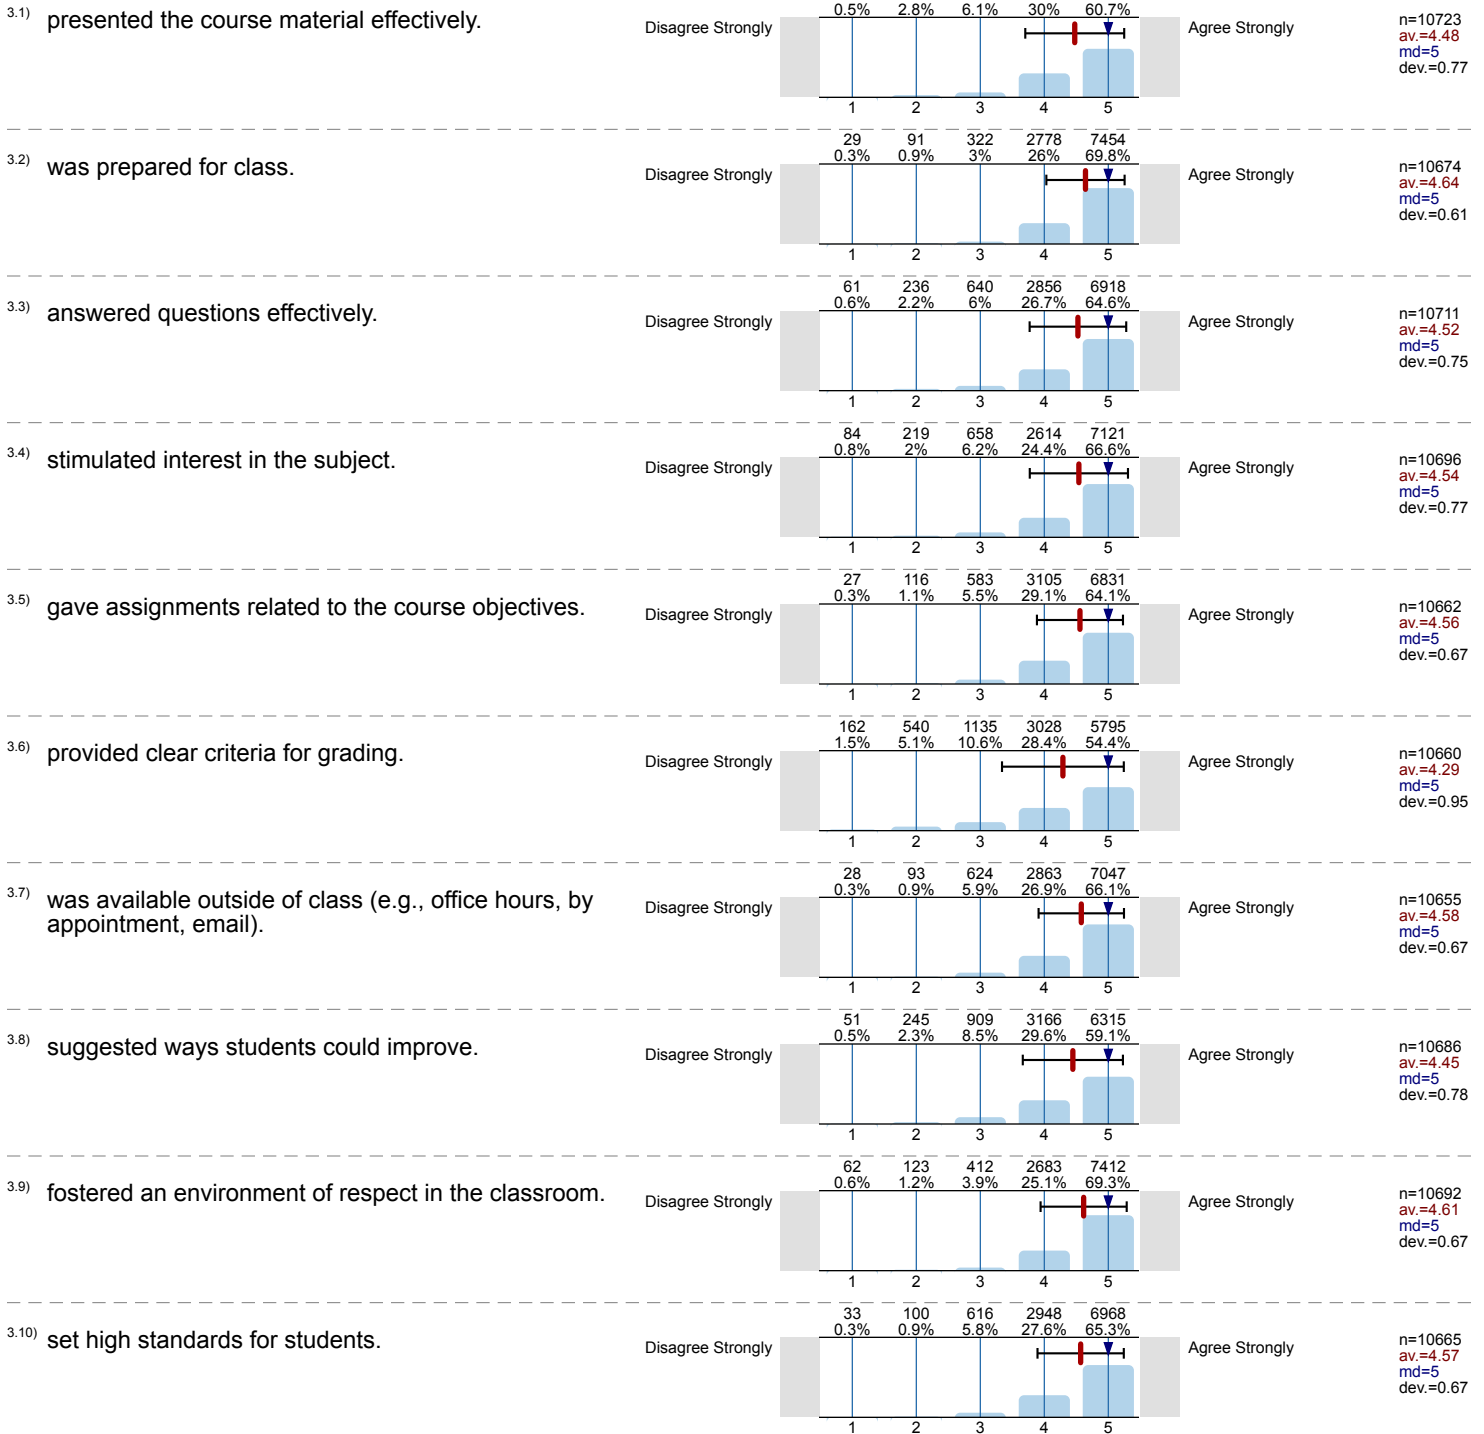 0.5% 2.8% 6.1% 30% 60.7%
3.1) presented the course material effectively.
Disagree Strongly Agree Strongly
n=10723
av.=4.48
md=5
dev.=0.77
1 2 3 4 5
29 91 322 2778 7454
0.3% 0.9% 3% 26% 69.8%
3.2) was prepared for class.
Disagree Strongly Agree Strongly
n=10674
av.=4.64
md=5
dev.=0.61
1 2 3 4 5
61 236 640 2856 6918
0.6% 2.2% 6% 26.7% 64.6%
3.3) answered questions effectively.
Disagree Strongly Agree Strongly
n=10711
av.=4.52
md=5
dev.=0.75
1 2 3 4 5
84 219 658 2614 7121
0.8% 2% 6.2% 24.4% 66.6%
3.4) stimulated interest in the subject.
Disagree Strongly Agree Strongly
n=10696
av.=4.54
md=5
dev.=0.77
1 2 3 4 5
27 116 583 3105 6831
0.3% 1.1% 5.5% 29.1% 64.1%
3.5) gave assignments related to the course objectives.
Disagree Strongly Agree Strongly
n=10662
av.=4.56
md=5
dev.=0.67
1 2 3 4 5
162 540 1135 3028 5795
1.5% 5.1% 10.6% 28.4% 54.4%
3.6) provided clear criteria for grading.
Disagree Strongly Agree Strongly
n=10660
av.=4.29
md=5
dev.=0.95
1 2 3 4 5
28 93 624 2863 7047
0.3% 0.9% 5.9% 26.9% 66.1%
3.7) was available outside of class (e.g., office hours, by
appointment, email).
Disagree Strongly Agree Strongly
n=10655
av.=4.58
md=5
dev.=0.67
1 2 3 4 5
51 245 909 3166 6315
0.5% 2.3% 8.5% 29.6% 59.1%
3.8) suggested ways students could improve.
Disagree Strongly Agree Strongly
n=10686
av.=4.45
md=5
dev.=0.78
1 2 3 4 5
62 123 412 2683 7412
0.6% 1.2% 3.9% 25.1% 69.3%
3.9) fostered an environment of respect in the classroom.
Disagree Strongly Agree Strongly
n=10692
av.=4.61
md=5
dev.=0.67
1 2 3 4 5
33 100 616 2948 6968
0.3% 0.9% 5.8% 27.6% 65.3%
3.10) set high standards for students.
Disagree Strongly Agree Strongly
n=10665
av.=4.57
md=5
dev.=0.67
1 2 3 4 5